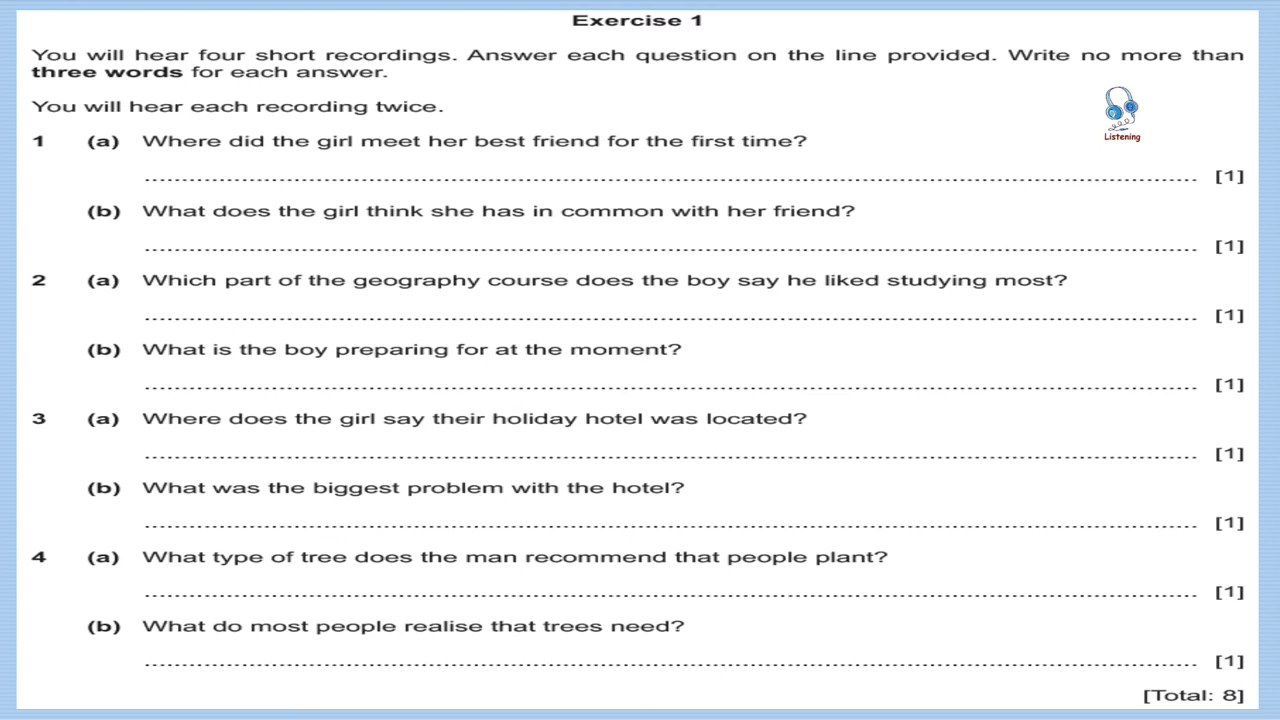 Exercise 1
You will hear four short recordings. Answer each question on the line provided. Write no more than
three words for each answer.
You will hear each recording twice.
Listening
1 (a) Where did the girl meet her best friend for the first time?
[1]
(b) What does the girl think she has in common with her friend?
[1]
2 (a) Which part of the geography course does the boy say he liked studying most?
[1]
(b) What is the boy preparing for at the moment?
[1]
3 (a) Where does the girl say their holiday hotel was located?
[1]
(b) What was the biggest problem with the hotel?
[1]
4 (a) What type of tree does the man recommend that people plant?
[1]
(b) What do most people realise that trees need?
[1]
[Total: 8]